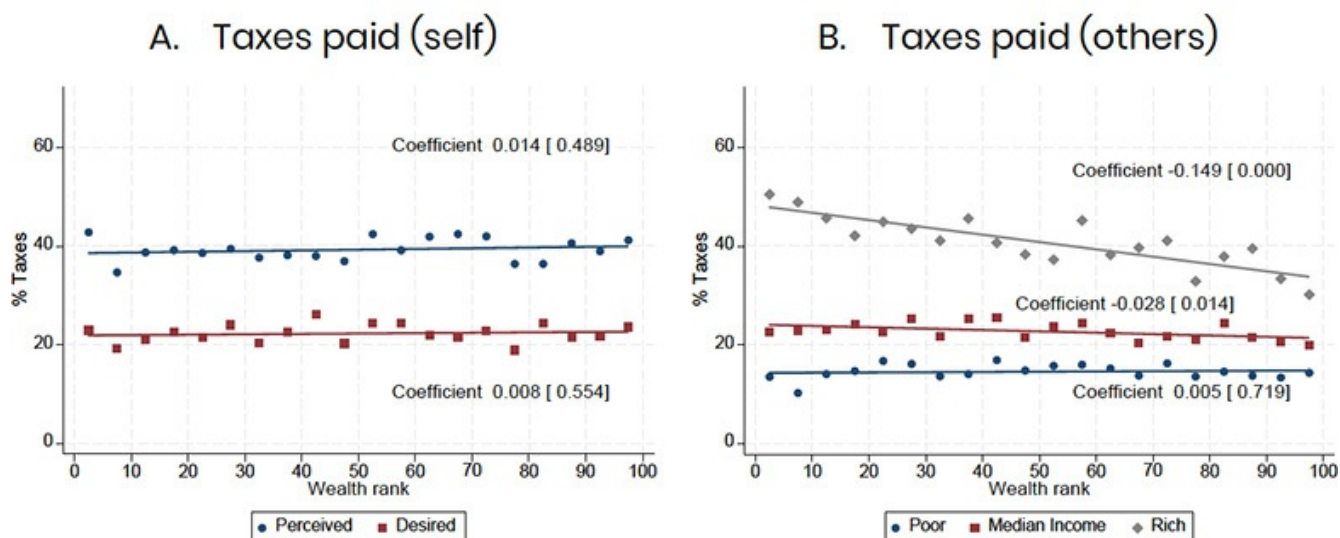 A. Taxes paid (self)
Coefficient 0.014 [ 0.489]
Coefficient 0.008 [ 0.554]
% Taxes
60
40
20
0
0 10 20 30 40 50 60 70 80 90 100
Wealth rank
Perceived Desired
B. Taxes paid (others)
Coefficient -0.149 [ 0.000]
Coefficient -0.028 [ 0.014]
Coefficient 0.005 [ 0.719]
% Taxes
60
40
20
0
0 10 20 30 40 50 60 70 80 90 100
Wealth rank
Poor Median Income Rich